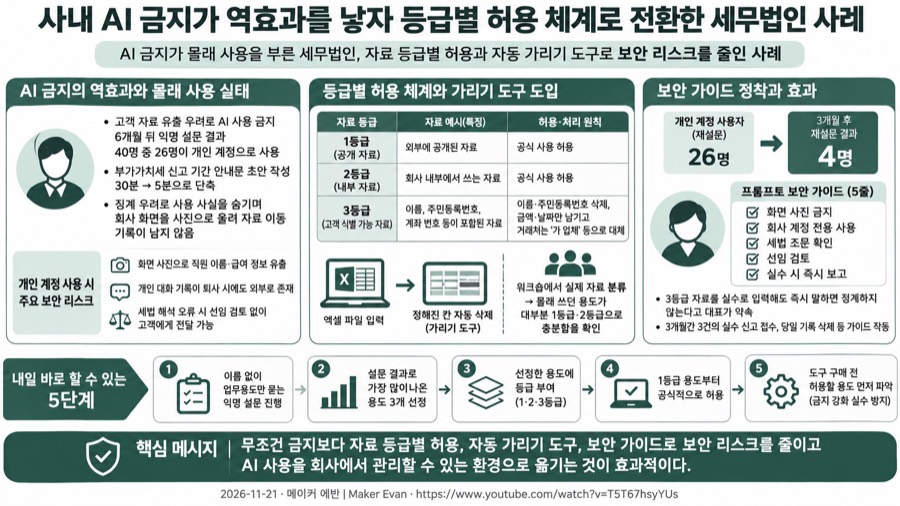 사내 AI 금지가 역효과를 낳자 등급별 허용 체계로 전환한 세무법인 사례
AI 금지가 몰래 사용을 부른 세무법인, 자료 등급별 허용과 자동 가리기 도구로 보안 리스크를 줄인 사례
AI 금지의 역효과와 몰래 사용 실태
• 고객 자료 유출 우려로 AI 사용 금지
6개월 뒤 익명 설문 결과
40명 중 26명이 개인 계정으로 사용
• 부가가치세 신고 기간 안내문 초안 작성
30분 → 5분으로 단축
• 징계 우려로 사용 사실을 숨기며
회사 화면을 사진으로 올려 자료 이동
기록이 남지 않음
개인 계정 사용 시
주요 보안 리스크
화면 사진으로 직원 이름·급여 정보 유출
개인 대화 기록이 퇴사 시에도 외부로 존재
세법 해석 오류 시 선임 검토 없이
고객에게 전달 가능
등급별 허용 체계와 가리기 도구 도입
자료 등급
자료 예시(특징)
허용·처리 원칙
1등급
(공개 자료)
외부에 공개된 자료
공식 사용 허용
2등급
(내부 자료)
회사 내부에서 쓰는 자료
공식 사용 허용
3등급
(고객 식별 가능 자료)
이름, 주민등록번호,
계좌 번호 등이 포함된 자료
이름·주민등록번호 삭제,
금액·날짜만 남기고
거래처는 '가 업체' 등으로 대체
X
엑셀 파일 입력
정해진 칸 자동 삭제
(가리기 도구)
워크숍에서 실제 자료 분류
→ 몰래 쓰던 용도가
대부분 1등급·2등급으로
충분함을 확인
보안 가이드 정착과 효과
개인 계정 사용자
(재설문)
26명
3개월 후
재설문 결과
4명
프롬프토 보안 가이드 (5줄)
화면 사진 금지
회사 계정 전용 사용
세법 조문 확인
선임 검토
실수 시 즉시 보고
• 3등급 자료를 실수로 입력해도 즉시 말하면 징계하지
않는다고 대표가 약속
• 3개월간 3건의 실수 신고 접수, 당일 기록 삭제 등 가이드 작동
내일 바로 할 수 있는
5단계
1
이름 없이
업무용도만 묻는
익명 설문 진행
2
설문 결과로
가장 많이나온
용도 3개 선정
3
선정한 용도에
등급 부여
(1·2·3등급)
4
1등급 용도부터
공식적으로 허용
5
도구 구매 전
허용할 용도 먼저 파악
(금지 강화 실수 방지)
핵심 메시지
무조건 금지보다 자료 등급별 허용, 자동 가리기 도구, 보안 가이드로 보안 리스크를 줄이고
AI 사용을 회사에서 관리할 수 있는 환경으로 옮기는 것이 효과적이다.
2026-11-21 · 메이커 에반 | Maker Evan · https://www.youtube.com/watch?v=T5T67hsyYUs